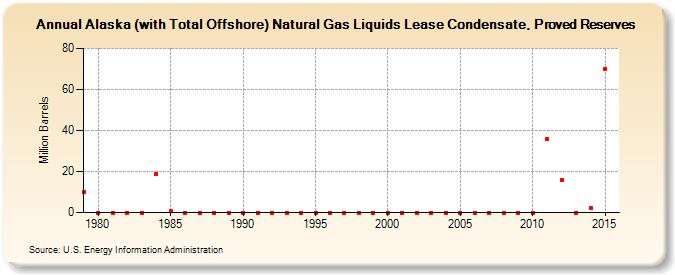 Annual Alaska (with Total Offshore) Natural Gas Liquids Lease Condensate, Proved Reserves
Million Barrels
80
60
40
20
0
1980 1985 1990 1995 2000 2005 2010 2015
Source: U.S. Energy Information Administration